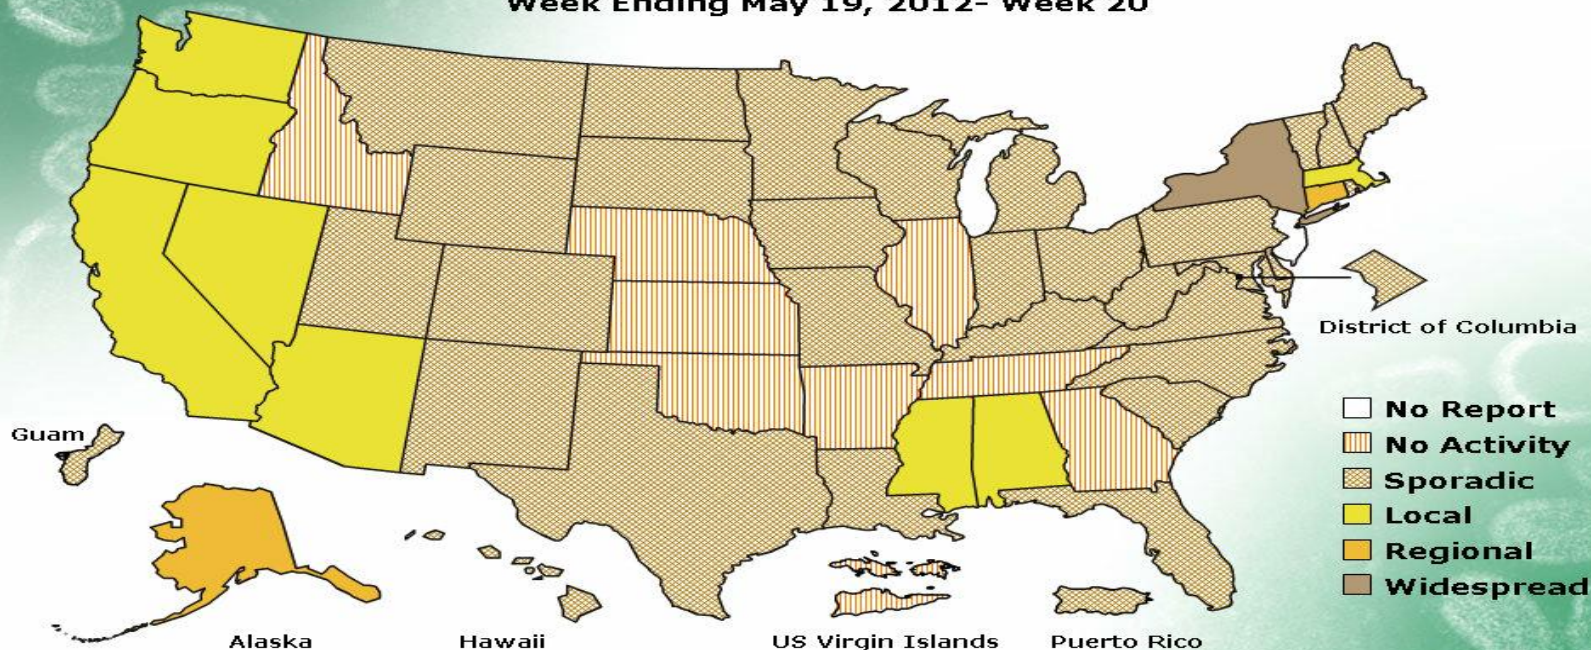 Week Ending May 19, 2012- Week 20
District of Columbia
No Report
No Activity
Sporadic
Local
Regional
Widespread
Guam
Alaska
Hawaii
US Virgin Islands
Puerto Rico